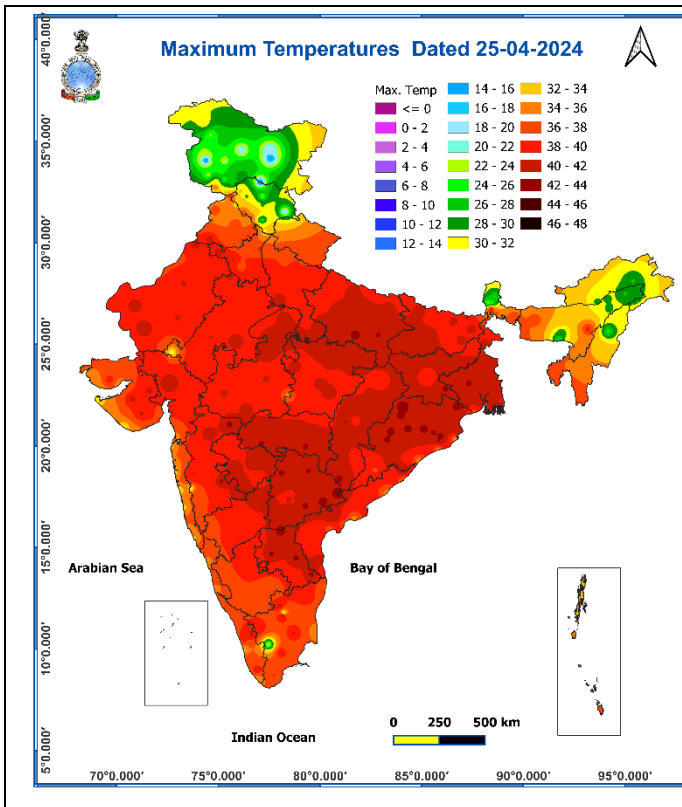 Maximum Temperatures Dated 25-04-2024
Max. Temp
<= 0
0 - 2
2 - 4
4 - 6
6 - 8
8 - 10
10 - 12
12 - 14
14 - 16
16 - 18
18 - 20
20 - 22
22 - 24
24 - 26
26 - 28
28 - 30
30 - 32
32 - 34
34 - 36
36 - 38
38 - 40
40 - 42
42 - 44
44 - 46
46 - 48
40°0.000'
35°0.000'
30°0.000'
25°0.000'
20°0.000'
15°0.000'
10°0.000'
5°0.000'
Arabian Sea
Bay of Bengal
Indian Ocean
0 250 500 km
70°0.000' 75°0.000' 80°0.000' 85°0.000' 90°0.000' 95°0.000'